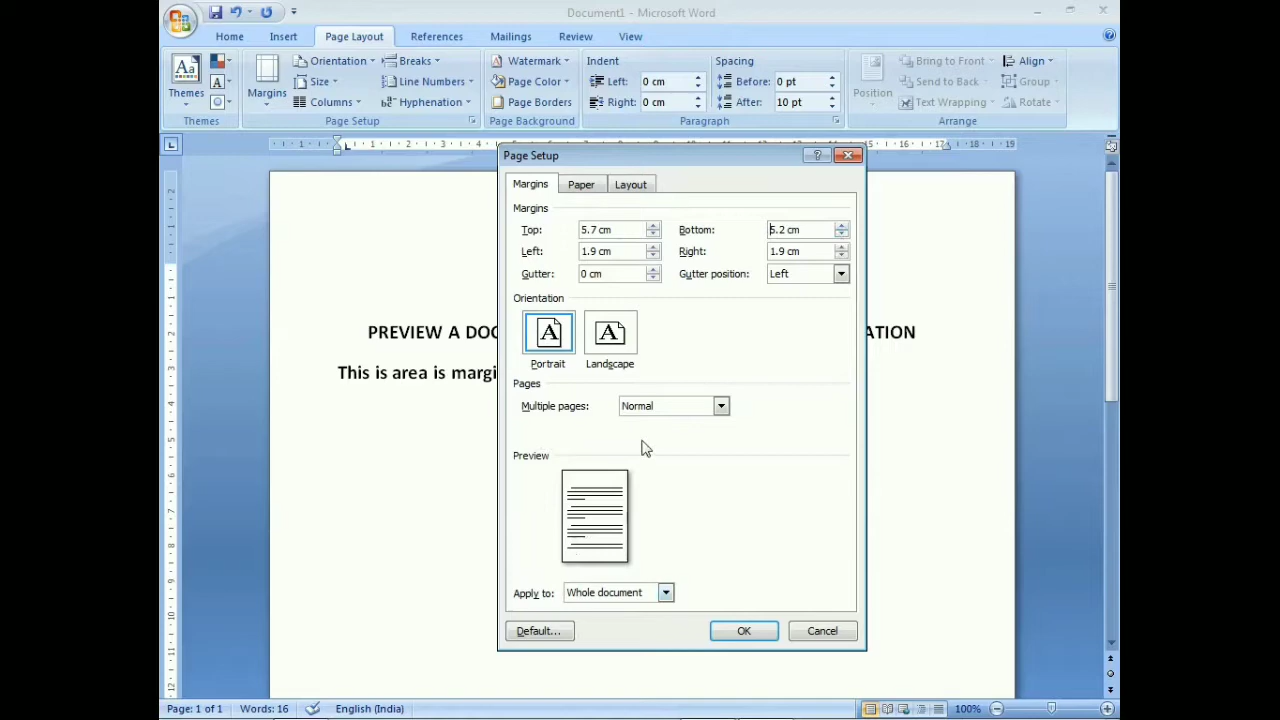 Document1 - Microsoft Word
Home Insert Page Layout References Mailings Review View
Themes
Margins
Orientation
Size
Columns
Breaks
Line Numbers
Hyphenation
Watermark
Page Color
Page Borders
Indent
Left: 0 cm
Right: 0 cm
Spacing
Before: 0 pt
After: 10 pt
Position
Bring to Front
Send to Back
Text Wrapping
Align
Group
Rotate
Themes Page Setup Page Background Paragraph Arrange
Page Setup
Margins Paper Layout
Margins
Top: 5.7 cm Bottom: 5.2 cm
Left: 1.9 cm Right: 1.9 cm
Gutter: 0 cm Gutter position: Left
Orientation
Portrait Landscape
Pages
Multiple pages: Normal
Preview
Apply to: Whole document
Default... OK Cancel
PREVIEW A DOC ATION
This is area is margi
Page: 1 of 1 Words: 16 English (India) 100%